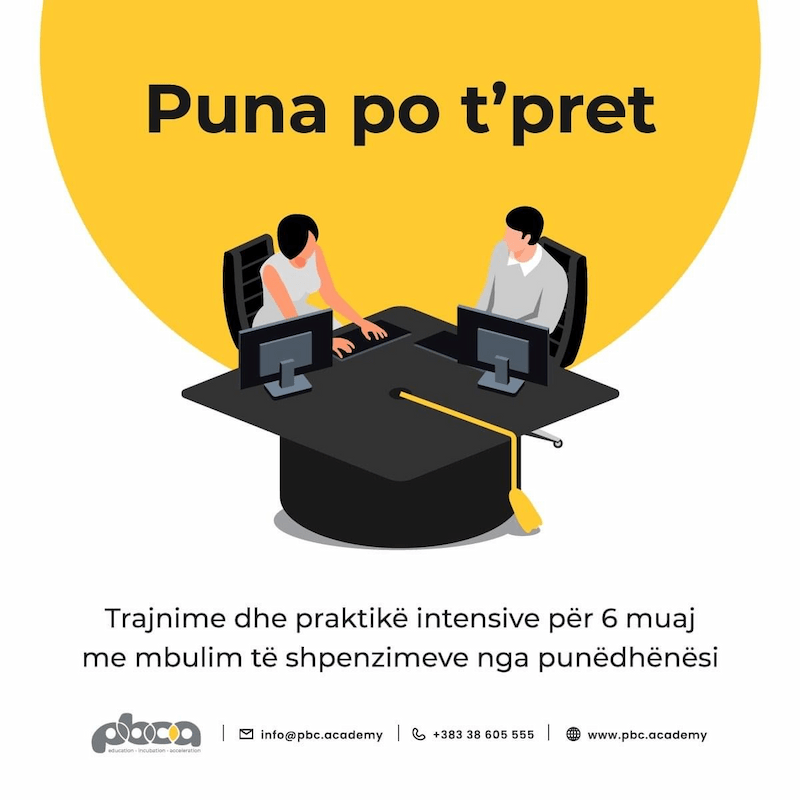 Puna po t’pret
Trajnime dhe praktikë intensive për 6 muaj
me mbulim të shpenzimeve nga punëdhënësi
pbca
education - incubation - acceleration
info@pbc.academy
+383 38 605 555
www.pbc.academy